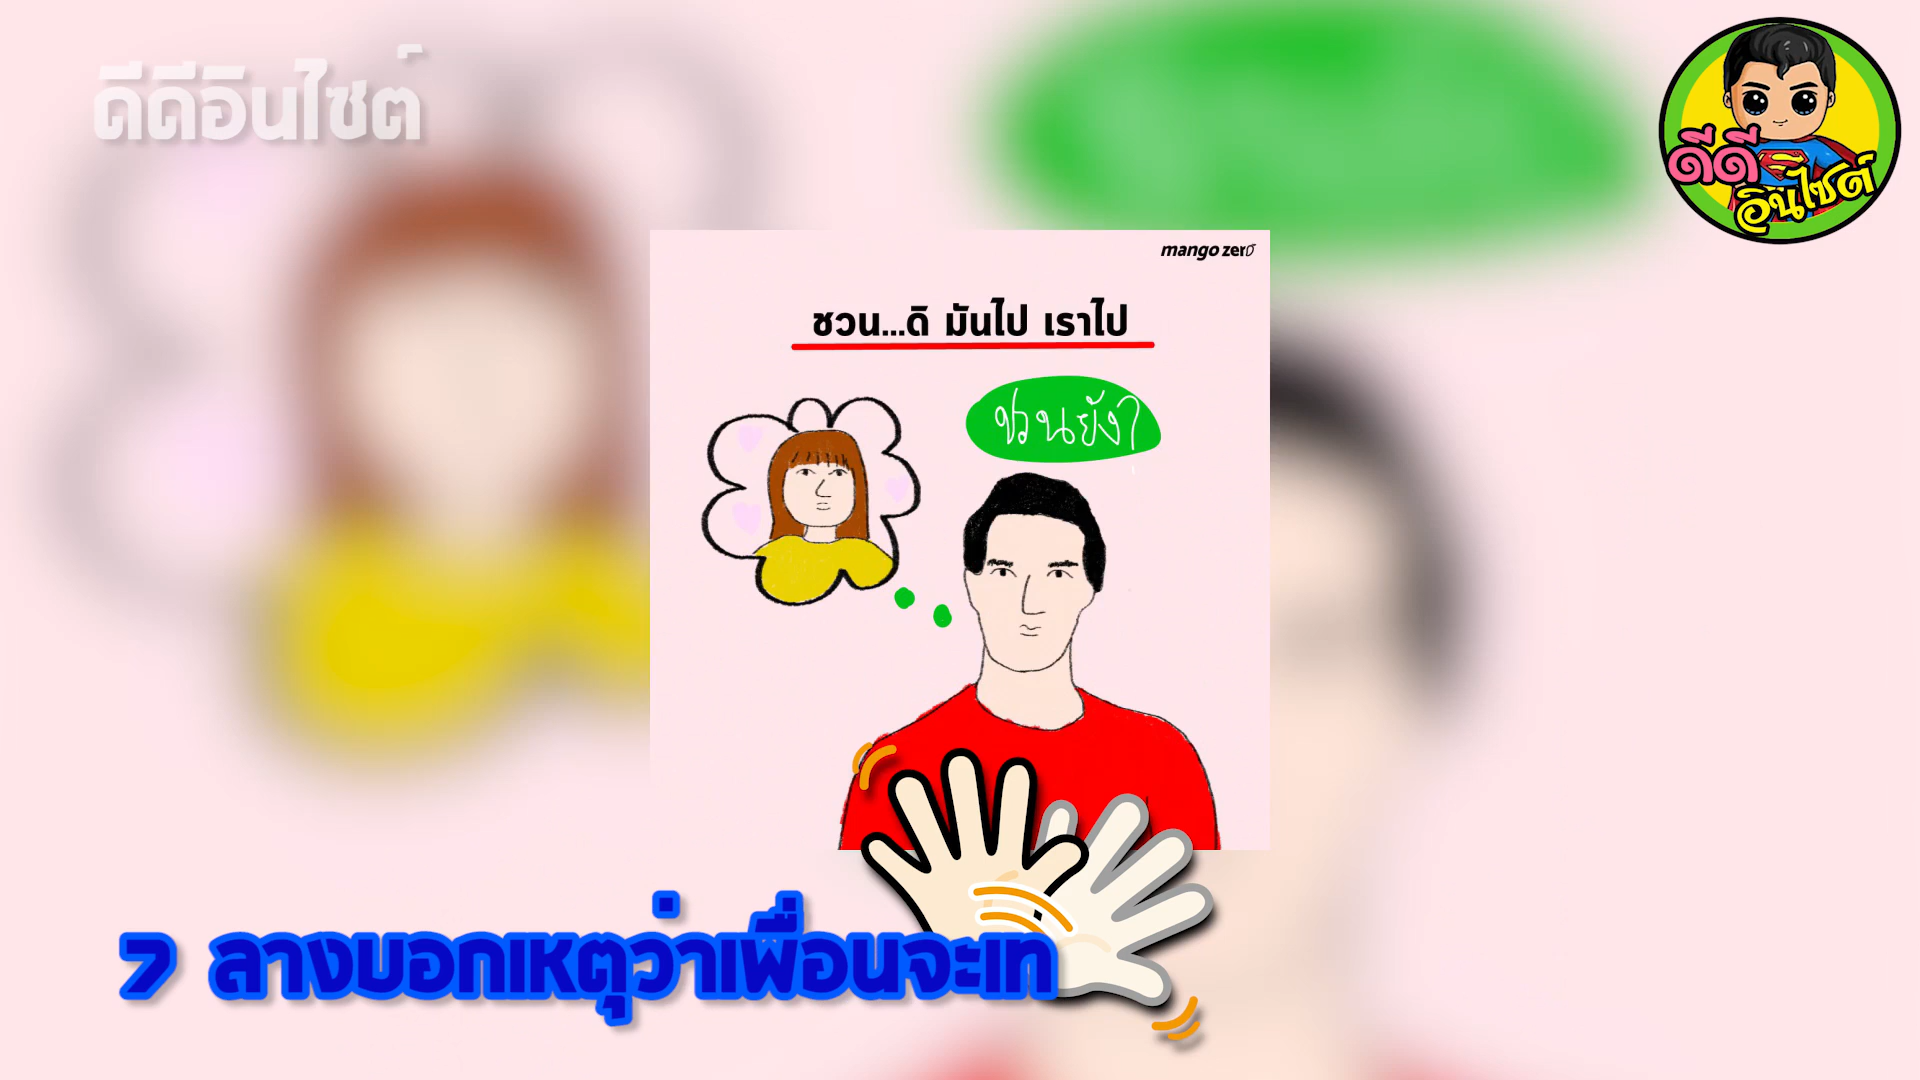 ดีดีอินไซต์
ดีดี
อินไซต์
mango zero
ชวน...ดิ มันไป เราไป
ชวนยัง?
7 ลางบอกเหตุว่าเพื่อนจะเท